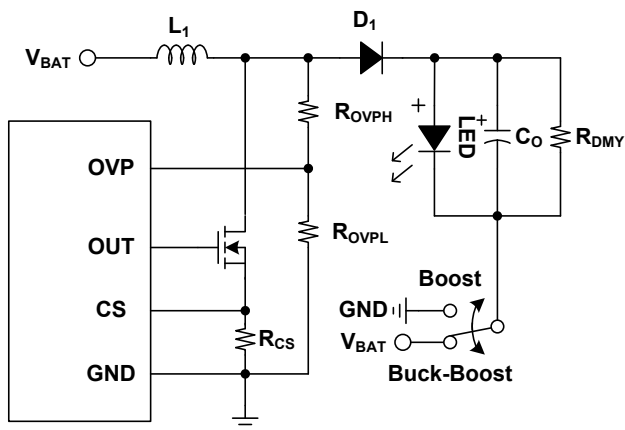 L1
D1
VBAT
ROVPH
+
LED
+
CO
RDMY
OVP
ROVPL
OUT
Boost
CS
GND
RCS
VBAT
GND
Buck-Boost